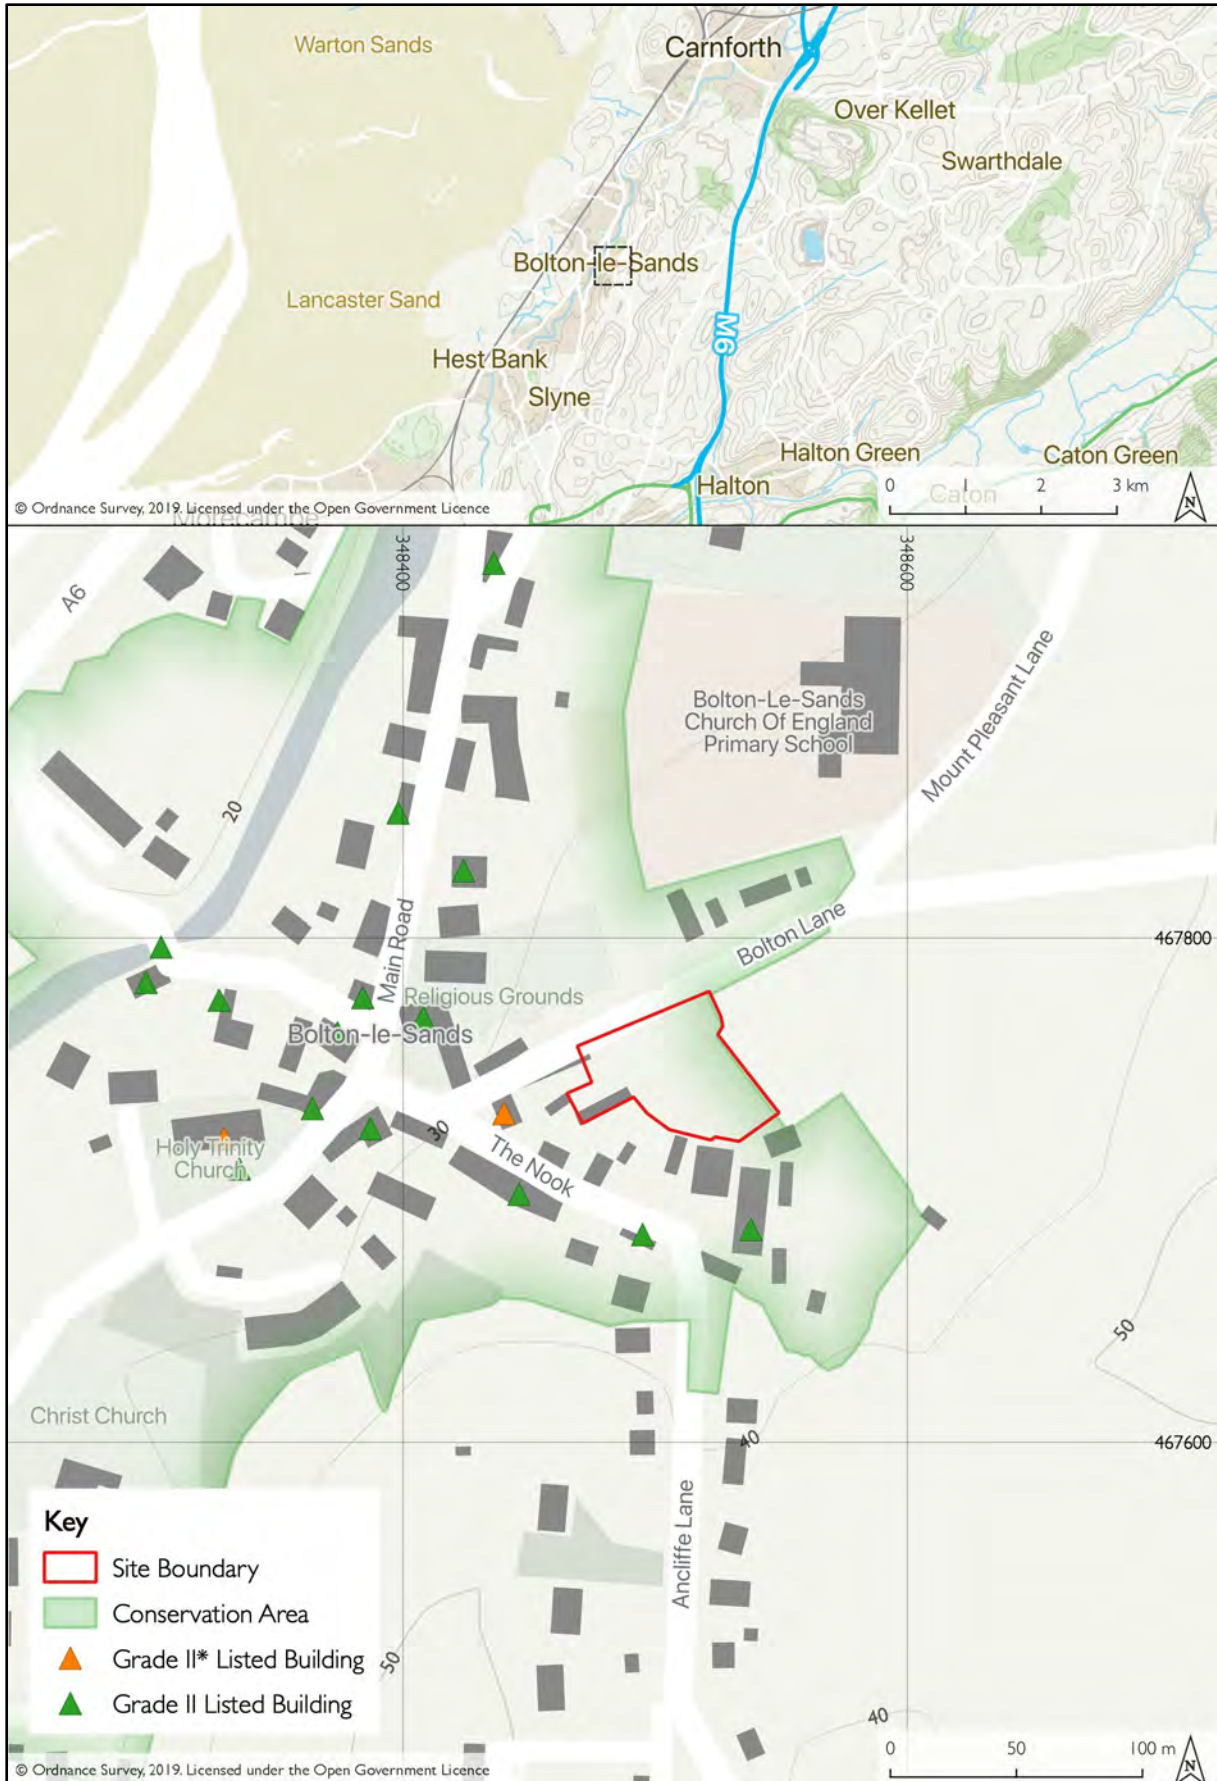 Warton Sands
Carnforth
Over Kellet
Swarthdale
Bolton-le-Sands
Lancaster Sand
M6
Hest Bank
Slyne
Halton Green
Caton Green
Halton
Caton
0 1 2 3 km
N
© Ordnance Survey, 2019. Licensed under the Open Government Licence
Morecambe
348400
348600
A6
Bolton-Le-Sands
Church Of England
Primary School
Mount Pleasant Lane
20
Main Road
Bolton Lane
467800
Religious Grounds
Bolton-le-Sands
30
The Nook
Holy Trinity
Church
50
Christ Church
40
467600
Ancliffe Lane
50
40
Key
Site Boundary
Conservation Area
Grade II* Listed Building
Grade II Listed Building
0 50 100 m
N
© Ordnance Survey, 2019. Licensed under the Open Government Licence